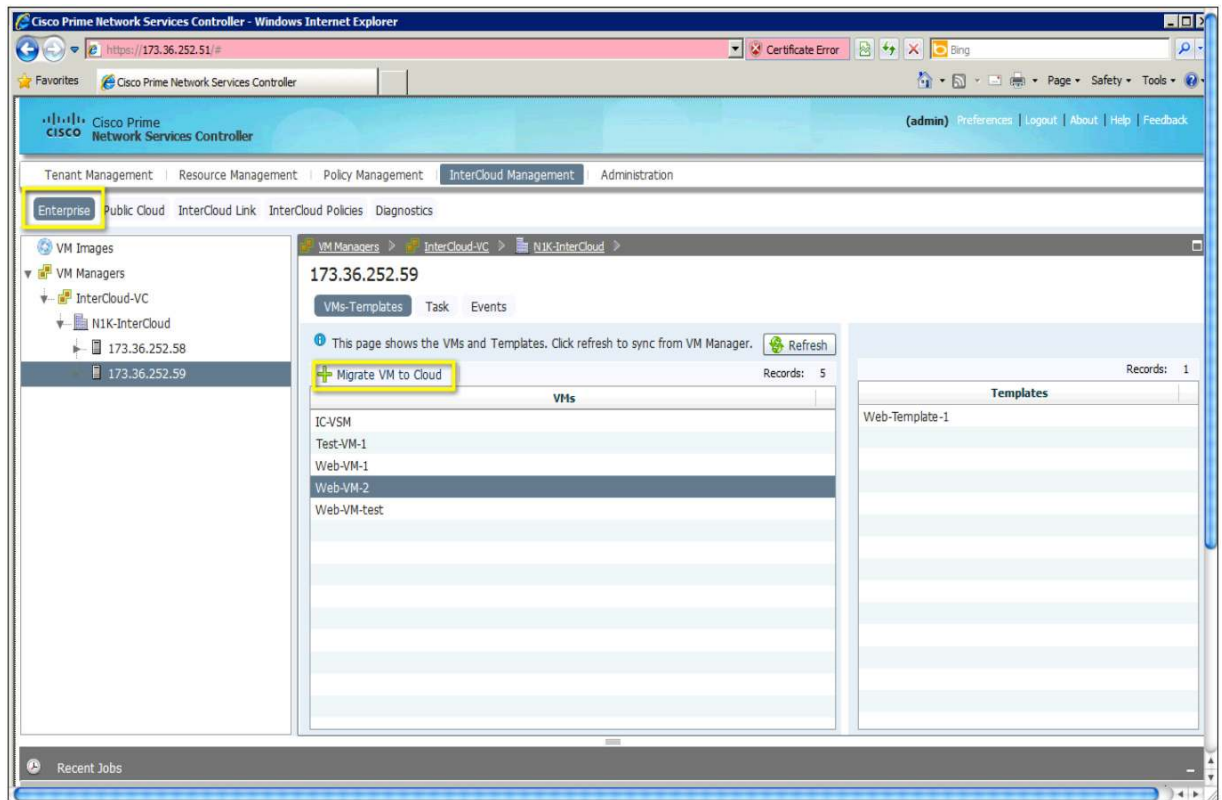 Cisco Prime Network Services Controller - Windows Internet Explorer
https://173.36.252.51/#
Certificate Error
Bing
Favorites
Cisco Prime Network Services Controller
Page
Safety
Tools
CISCO
Cisco Prime
Network Services Controller
(admin) Preferences | Logout | About | Help | Feedback
Tenant Management | Resource Management | Policy Management | InterCloud Management | Administration
Enterprise Public Cloud InterCloud Link InterCloud Policies Diagnostics
VM Images
VM Managers
InterCloud-VC
N1K-InterCloud
173.36.252.58
173.36.252.59
VM Managers InterCloud-VC N1K-InterCloud
173.36.252.59
VMs-Templates Task Events
This page shows the VMs and Templates. Click refresh to sync from VM Manager. Refresh
Migrate VM to Cloud Records: 5
VMs
IC-VSM
Test-VM-1
Web-VM-1
Web-VM-2
Web-VM-test
Records: 1
Templates
Web-Template-1
Recent Jobs